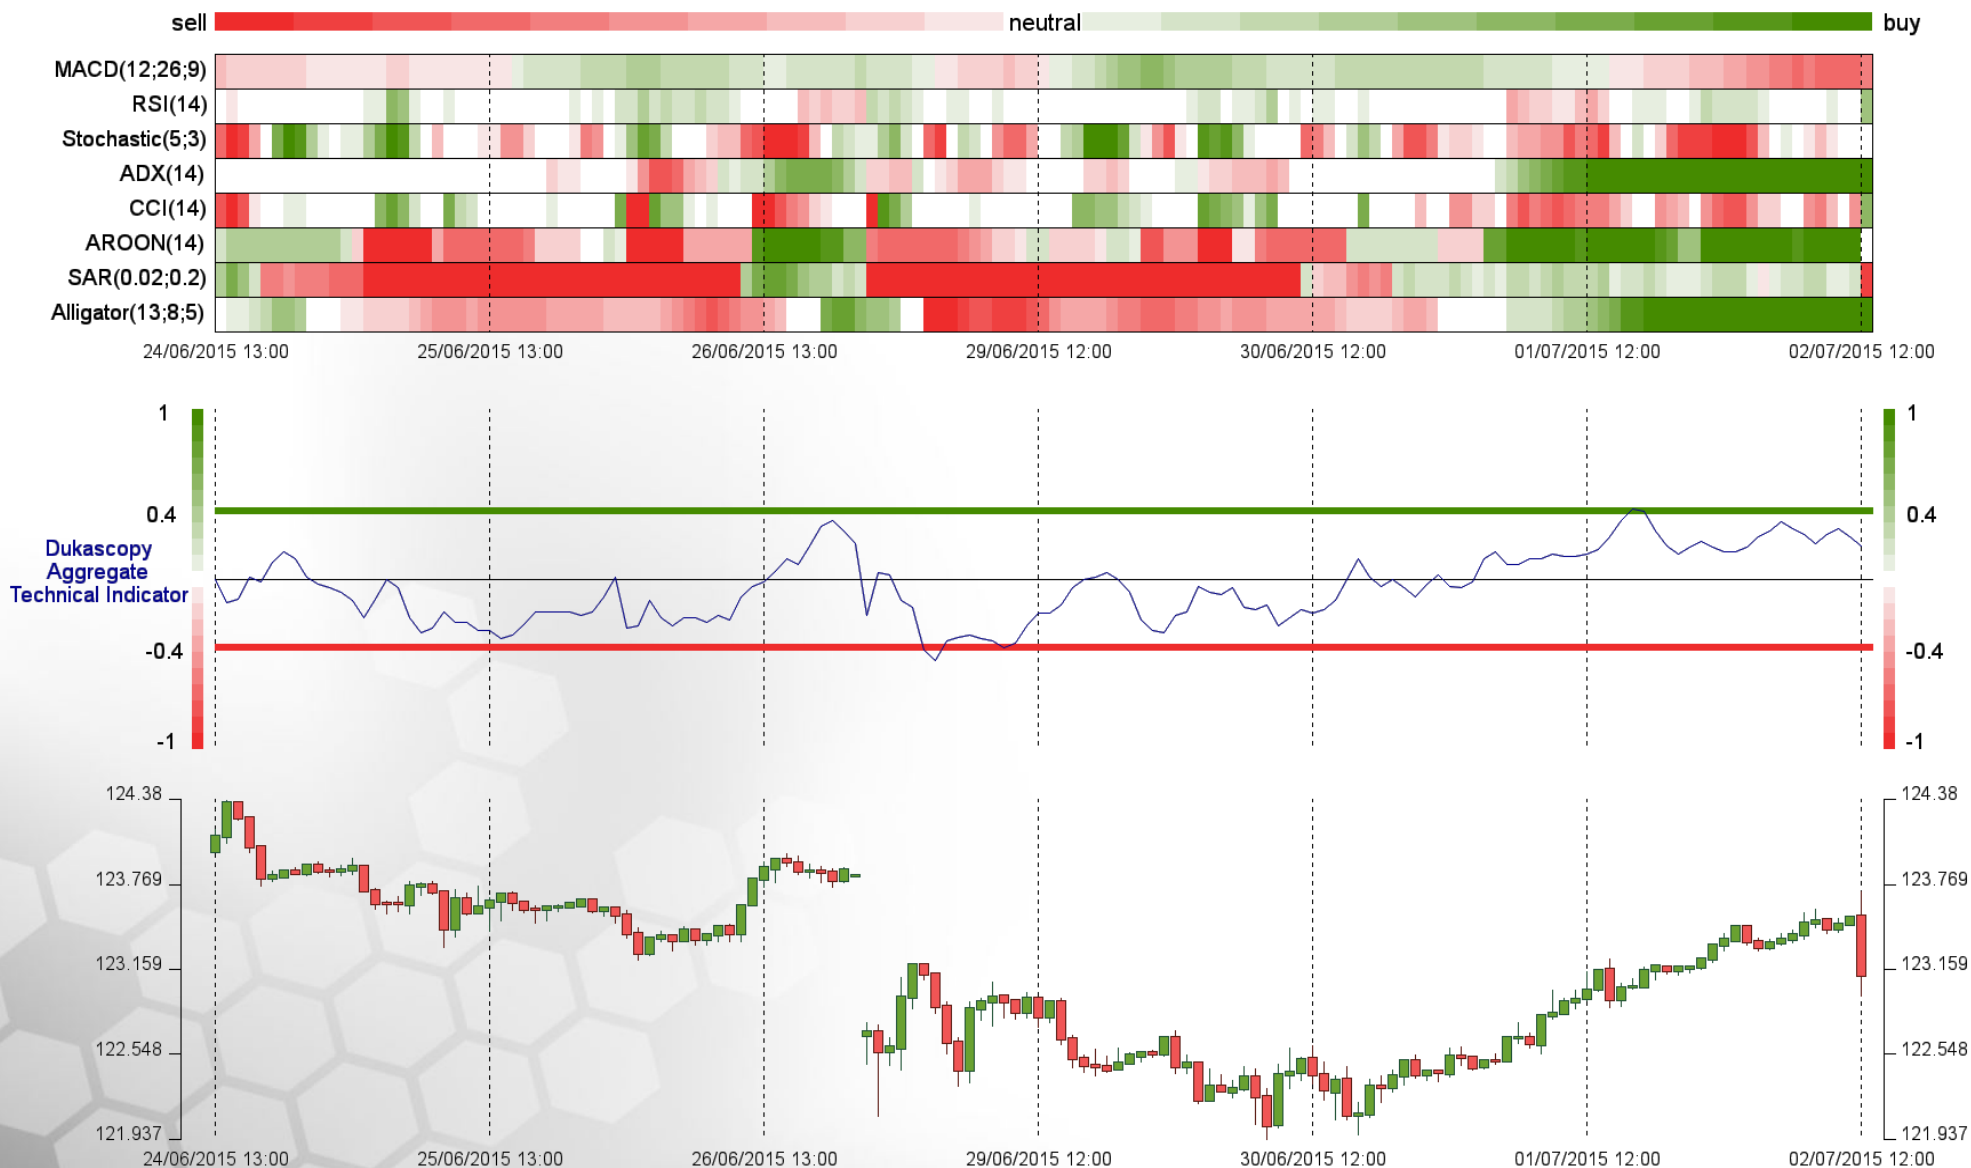 sell neutral buy
MACD(12;26;9)
RSI(14)
Stochastic(5;3)
ADX(14)
CCI(14)
AROON(14)
SAR(0.02;0.2)
Alligator(13;8;5)
24/06/2015 13:00 25/06/2015 13:00 26/06/2015 13:00 29/06/2015 12:00 30/06/2015 12:00 01/07/2015 12:00 02/07/2015 12:00
1 1
0.4 0.4
Dukascopy
Aggregate
Technical Indicator
-0.4 -0.4
-1 -1
124.38 124.38
123.769 123.769
123.159 123.159
122.548 122.548
121.937 121.937
24/06/2015 13:00 25/06/2015 13:00 26/06/2015 13:00 29/06/2015 12:00 30/06/2015 12:00 01/07/2015 12:00 02/07/2015 12:00